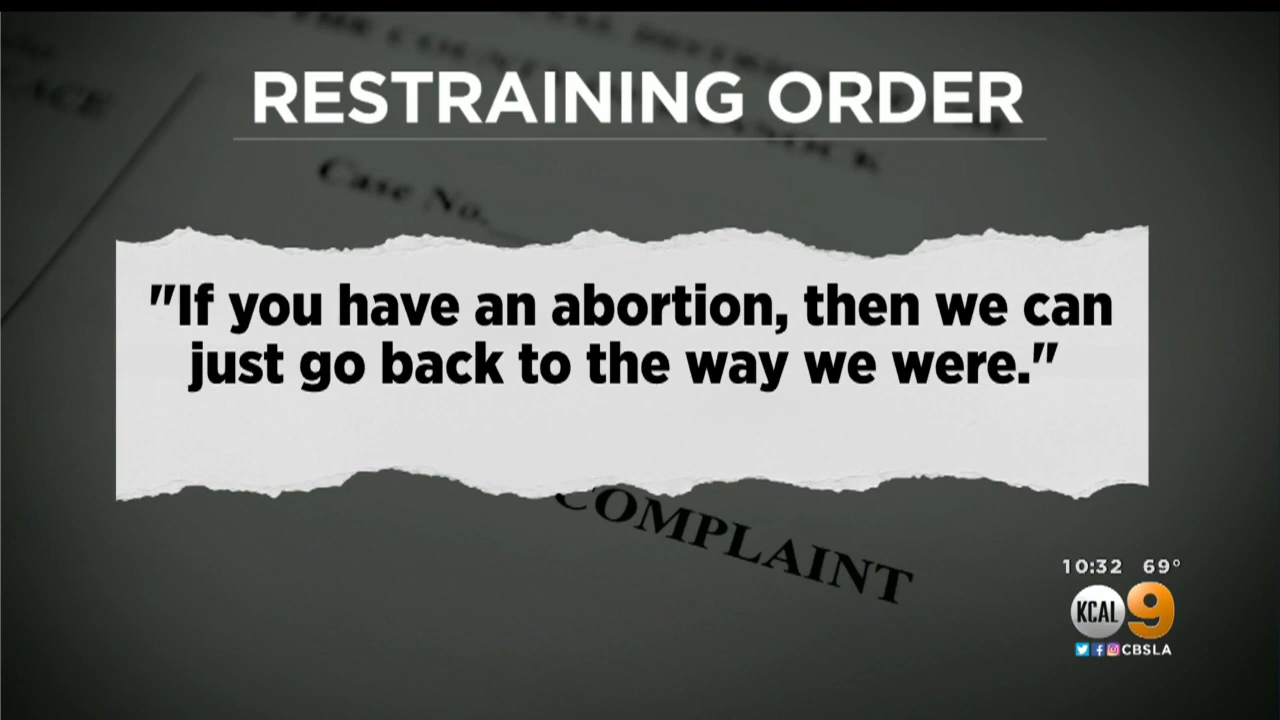 RESTRAINING ORDER
Case No.
"If you have an abortion, then we can
just go back to the way we were."
COMPLAINT
10:32 69°
KCAL 9
CBSLA